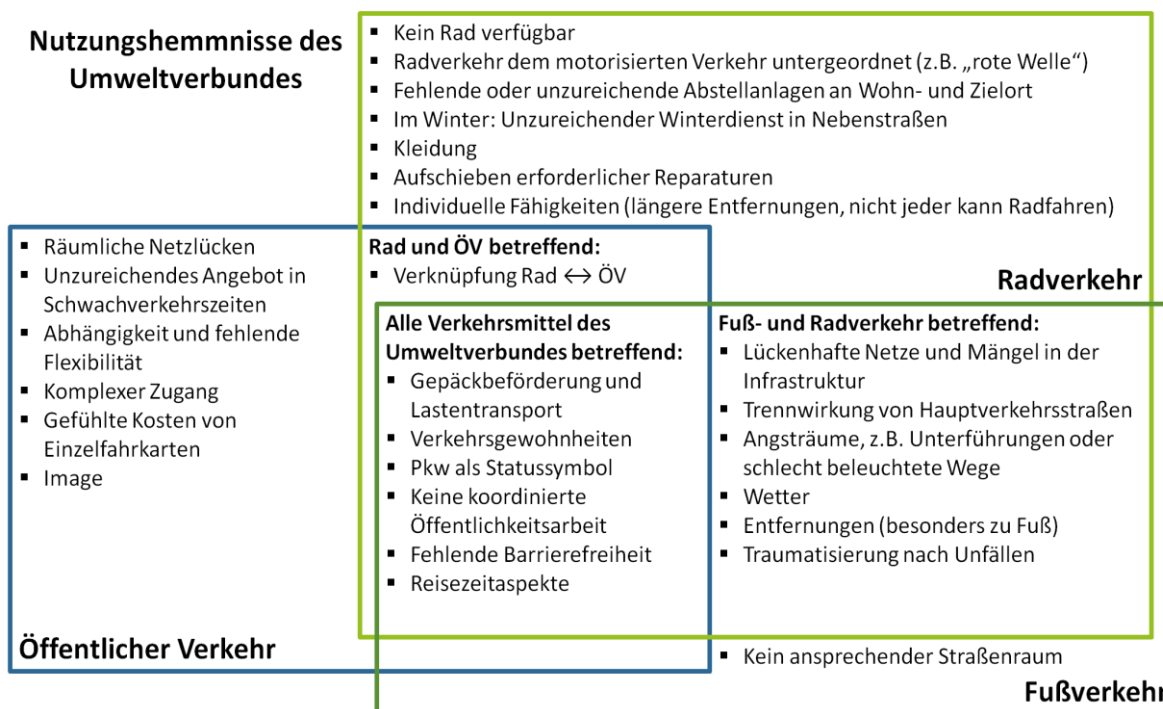 Nutzungshemmnisse des
Umweltverbundes
▪ Kein Rad verfügbar
▪ Radverkehr dem motorisierten Verkehr untergeordnet (z.B. „rote Welle“)
▪ Fehlende oder unzureichende Abstellanlagen an Wohn- und Zielort
▪ Im Winter: Unzureichender Winterdienst in Nebenstraßen
▪ Kleidung
▪ Aufschieben erforderlicher Reparaturen
▪ Individuelle Fähigkeiten (längere Entfernungen, nicht jeder kann Radfahren)
Radverkehr
▪ Räumliche Netzlücken
▪ Unzureichendes Angebot in
Schwachverkehrszeiten
▪ Abhängigkeit und fehlende
Flexibilität
▪ Komplexer Zugang
▪ Gefühlte Kosten von
Einzelfahrkarten
▪ Image
Öffentlicher Verkehr
Rad und ÖV betreffend:
▪ Verknüpfung Rad ↔ ÖV
Alle Verkehrsmittel des
Umweltverbundes betreffend:
▪ Gepäckbeförderung und
Lastentransport
▪ Verkehrsgewohnheiten
▪ Pkw als Statussymbol
▪ Keine koordinierte
Öffentlichkeitsarbeit
▪ Fehlende Barrierefreiheit
▪ Reisezeitaspekte
Fuß- und Radverkehr betreffend:
▪ Lückenhafte Netze und Mängel in der
Infrastruktur
▪ Trennwirkung von Hauptverkehrsstraßen
▪ Angsträume, z.B. Unterführungen oder
schlecht beleuchtete Wege
▪ Wetter
▪ Entfernungen (besonders zu Fuß)
▪ Traumatisierung nach Unfällen
▪ Kein ansprechender Straßenraum
Fußverkehr